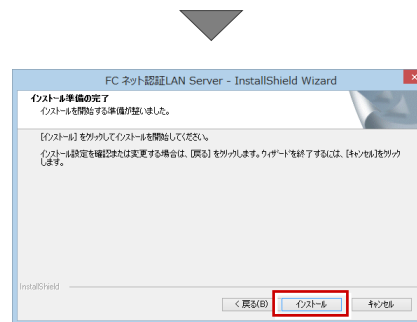 FC ネット認証LAN Server - InstallShield Wizard
インストール準備の完了
インストールを開始する準備が整いました。
[インストール] をクリックしてインストールを開始してください。
インストール設定を確認または変更する場合は、[戻る] をクリックします。ウィザードを終了するには、[キャンセル]をクリック
します。
InstallShield
< 戻る(B)
インストール
キャンセル